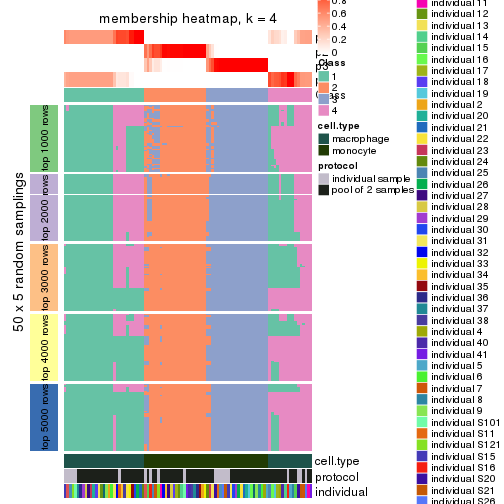 membership heatmap, k = 4
50 x 5 random samplings
top 1000 rows
top 2000 rows
top 3000 rows
top 4000 rows
top 5000 rows
cell.type
protocol
individual
0.6
0.4
0.2
0
Class
1
2
4
cell.type
macrophage
monocyte
protocol
individual sample
pool of 2 samples
individual 12
individual 13
individual 14
individual 15
individual 16
individual 17
individual 18
individual 19
individual 2
individual 20
individual 21
individual 22
individual 23
individual 24
individual 25
individual 26
individual 27
individual 28
individual 29
individual 30
individual 31
individual 32
individual 33
individual 34
individual 35
individual 36
individual 37
individual 38
individual 4
individual 40
individual 41
individual 5
individual 6
individual 7
individual 8
individual 9
individual S101
individual S11
individual S121
individual S15
individual S16
individual S20
individual S21